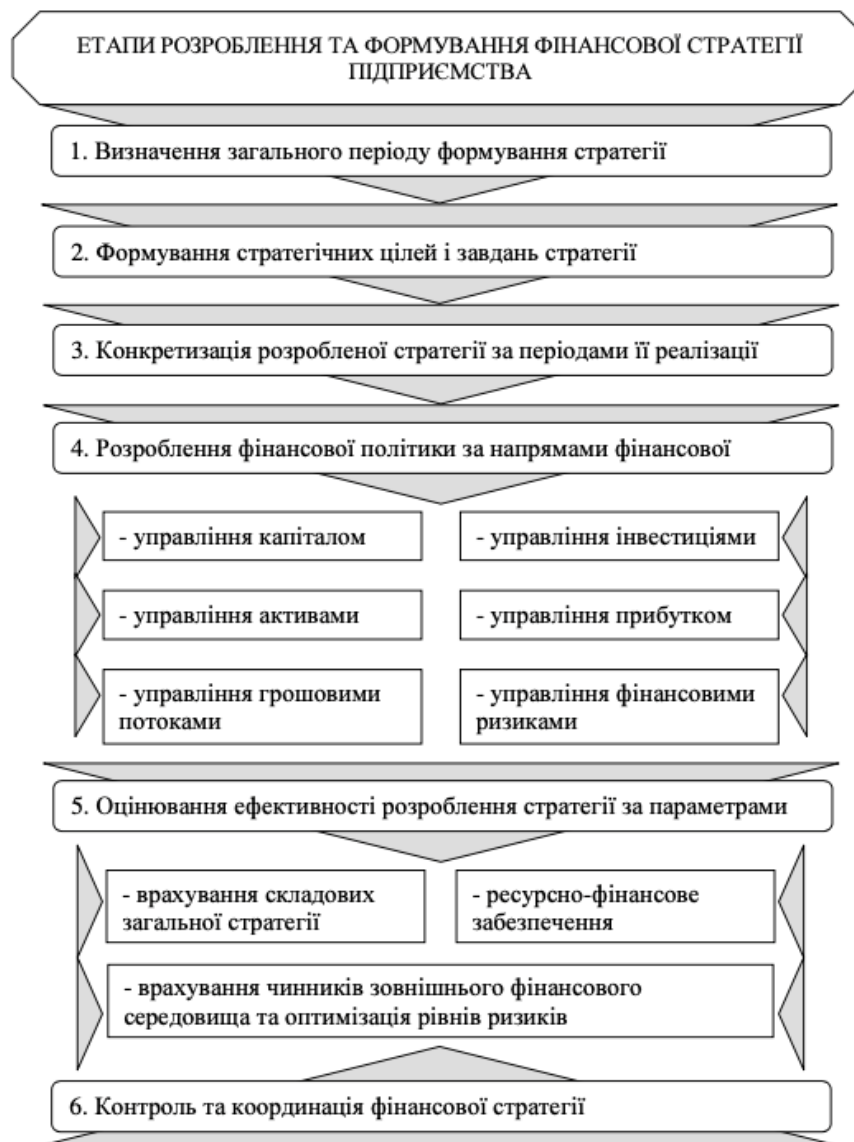 ЕТАПИ РОЗРОБЛЕННЯ ТА ФОРМУВАННЯ ФІНАНСОВОЇ СТРАТЕГІЇ
ПІДПРИЄМСТВА
1. Визначення загального періоду формування стратегії
2. Формування стратегічних цілей і завдань стратегії
3. Конкретизація розробленої стратегії за періодами її реалізації
4. Розроблення фінансової політики за напрямами фінансової
- управління капіталом
- управління інвестиціями
- управління активами
- управління прибутком
- управління грошовими
потоками
- управління фінансовими
ризиками
5. Оцінювання ефективності розроблення стратегії за параметрами
- врахування складових
загальної стратегії
- ресурсно-фінансове
забезпечення
- врахування чинників зовнішнього фінансового
середовища та оптимізація рівнів ризиків
6. Контроль та координація фінансової стратегії